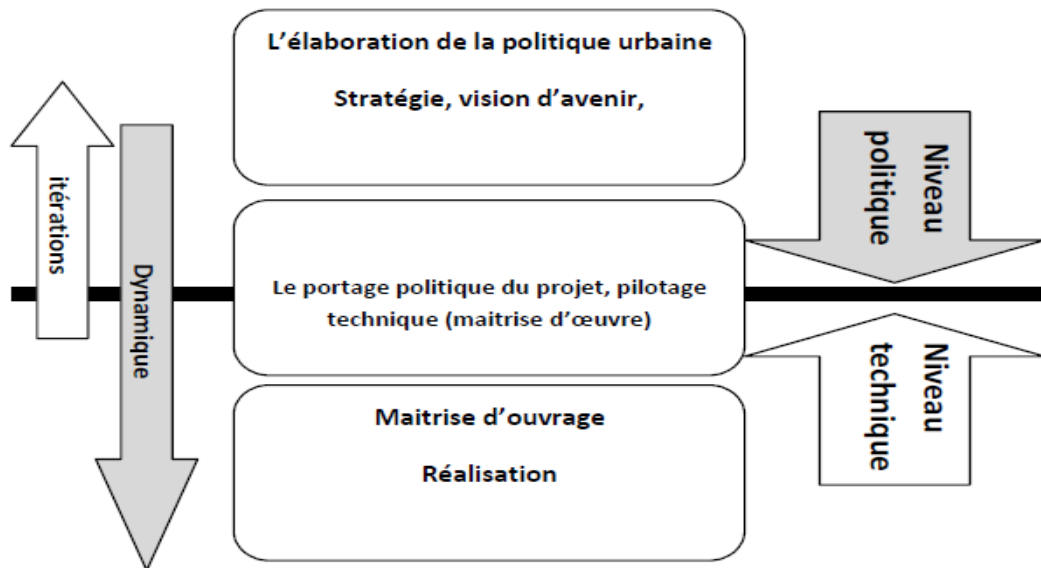 L’élaboration de la politique urbaine
Stratégie, vision d’avenir,
itérations
Dynamique
Niveau
politique
Le portage politique du projet, pilotage
technique (maitrise d’œuvre)
Niveau
technique
Maitrise d’ouvrage
Réalisation